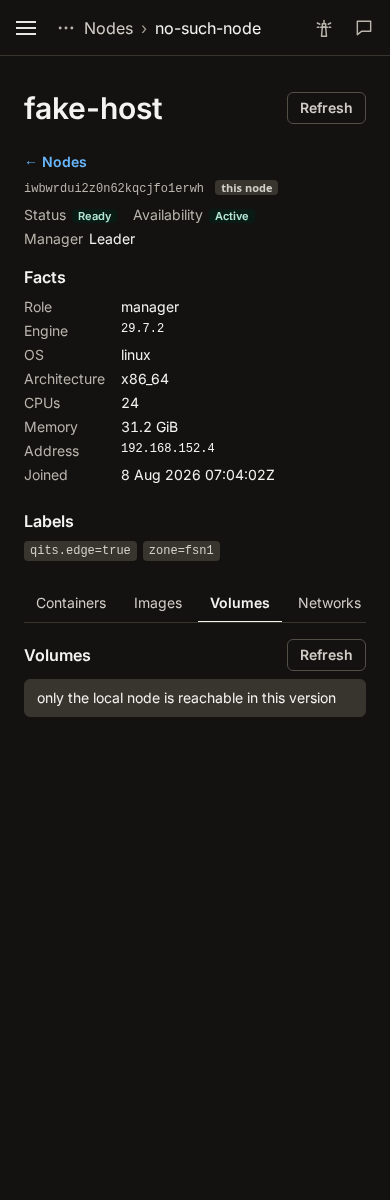 ··· Nodes › no-such-node
fake-host
Refresh
← Nodes
iwbwrdui2z0n62kqcjfo1erwh this node
Status Ready Availability Active
Manager Leader
Facts
Role manager
Engine 29.7.2
OS linux
Architecture x86_64
CPUs 24
Memory 31.2 GiB
Address 192.168.152.4
Joined 8 Aug 2026 07:04:02Z
Labels
qits.edge=true zone=fsn1
Containers Images Volumes Networks
Volumes Refresh
only the local node is reachable in this version